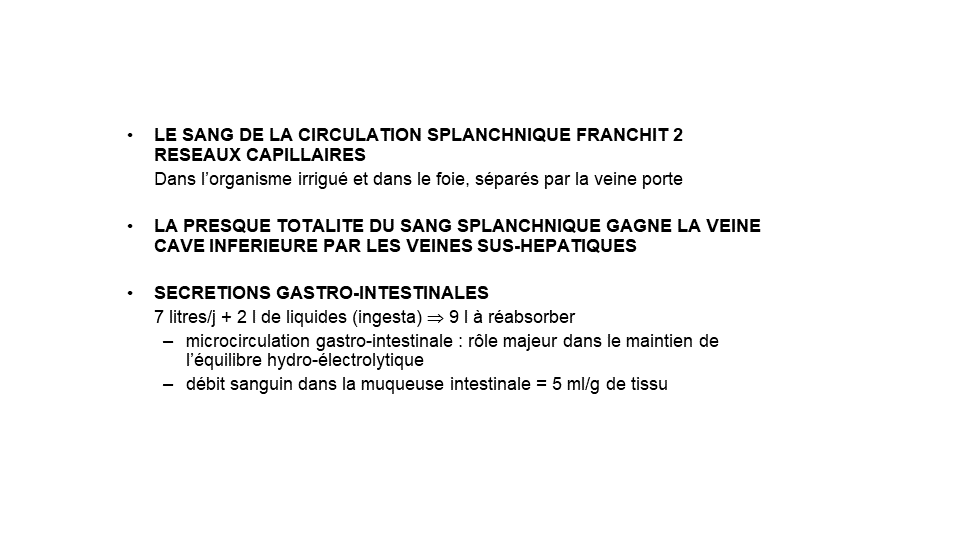 • LE SANG DE LA CIRCULATION SPLANCHNIQUE FRANCHIT 2
RESEAUX CAPILLAIRES
Dans l’organisme irrigué et dans le foie, séparés par la veine porte
• LA PRESQUE TOTALITE DU SANG SPLANCHNIQUE GAGNE LA VEINE
CAVE INFERIEURE PAR LES VEINES SUS-HEPATIQUES
• SECRETIONS GASTRO-INTESTINALES
7 litres/j + 2 l de liquides (ingesta) ⇒ 9 l à réabsorber
– microcirculation gastro-intestinale : rôle majeur dans le maintien de
l’équilibre hydro-électrolytique
– débit sanguin dans la muqueuse intestinale = 5 ml/g de tissu